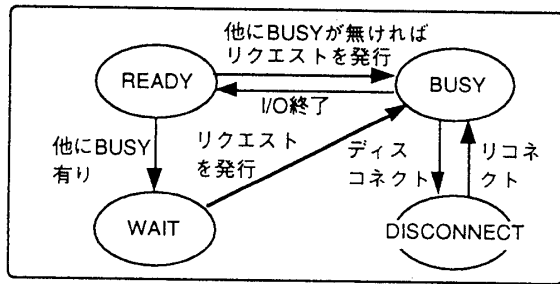 他にBUSYが無ければ
リクエストを発行
READY
BUSY
I/O終了
他にBUSY
有り
リクエスト
を発行
ディス
コネクト
リコネ
クト
WAIT
DISCONNECT